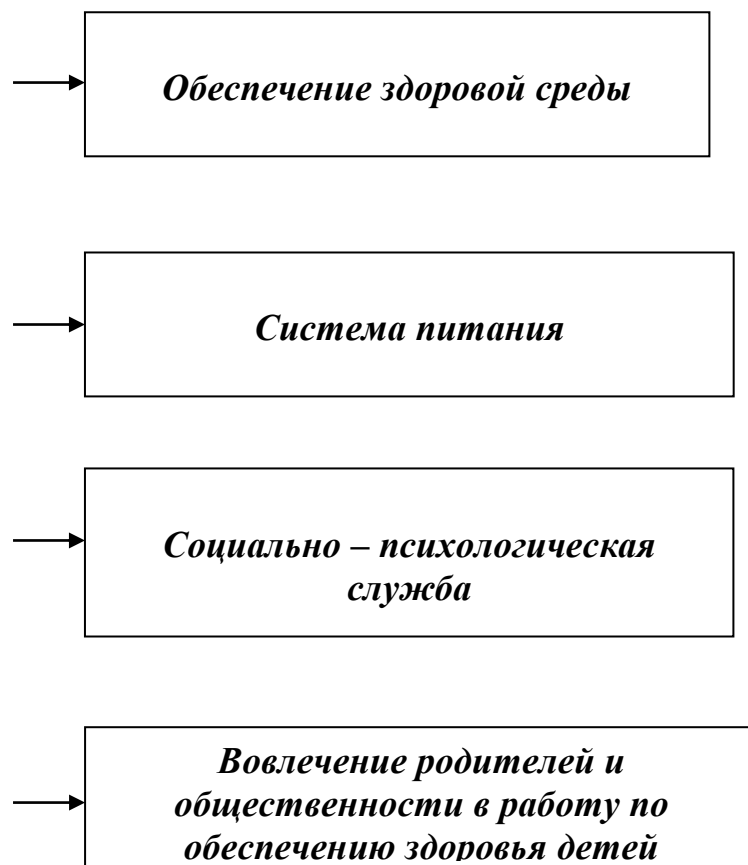 Обеспечение здоровой среды
Система питания
Социально – психологическая
служба
Вовлечение родителей и
общественности в работу по
обеспечению здоровья детей